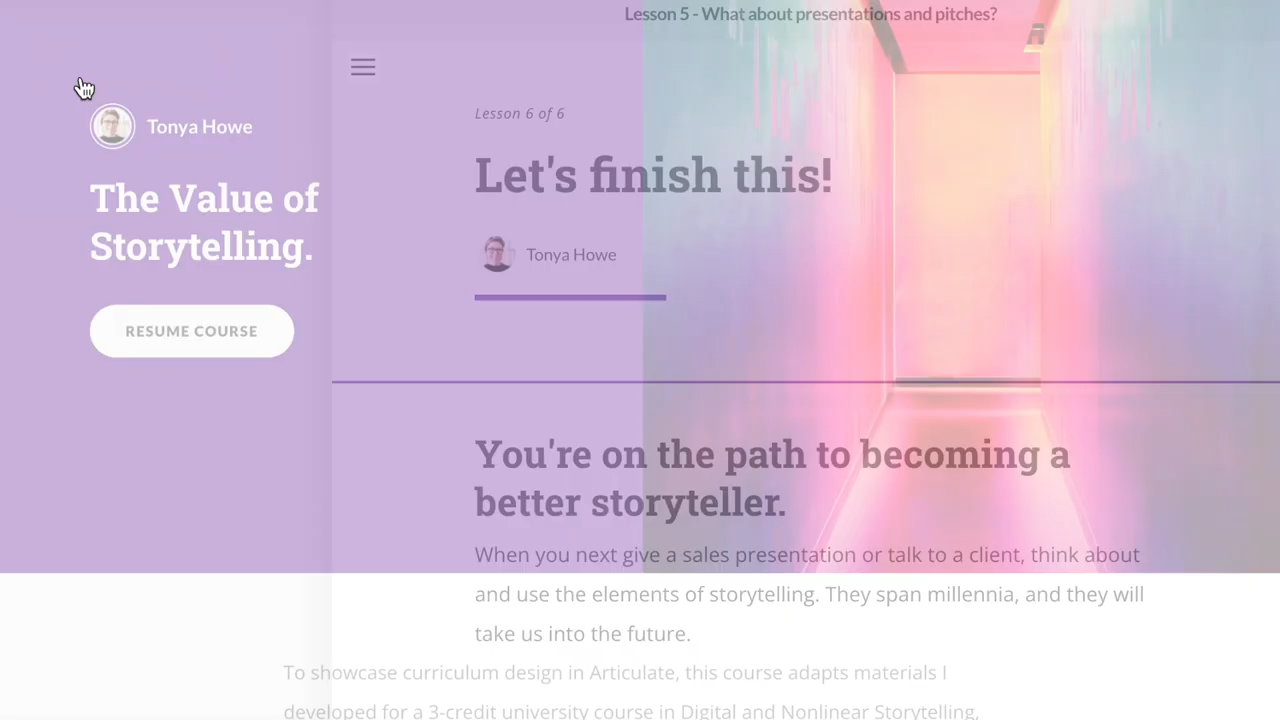 Lesson 5 - What about presentations and pitches?
Lesson 6 of 6
Tonya Howe
The Value of
Storytelling.
RESUME COURSE
Let's finish this!
Tonya Howe
You're on the path to becoming a
better storyteller.
When you next give a sales presentation or talk to a client, think about
and use the elements of storytelling. They span millennia, and they will
take us into the future.
To showcase curriculum design in Articulate, this course adapts materials I
developed for a 3-credit university course in Digital and Nonlinear Storytelling,